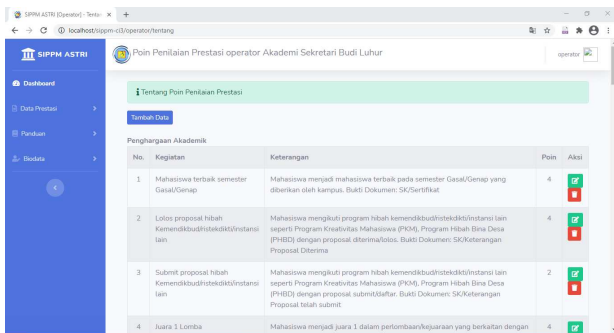 SIPPM ASTRI [Operator] - Tentan
localhost/sippm-ci3/operator/tentang
SIPPM ASTRI
Poin Penilaian Prestasi operator Akademi Sekretari Budi Luhur
operator
Dashboard
Data Prestasi
Panduan
Biodata
Tentang Poin Penilaian Prestasi
Tambah Data
Penghargaan Akademik
No. Kegiatan Keterangan Poin Aksi
1 Mahasiswa terbaik semester Mahasiswa menjadi mahasiswa terbaik pada semester Gasal/Genap yang 4
Gasal/Genap diberikan oleh kampus. Bukti Dokumen: SK/Sertifikat
2 Lolos proposal hibah Mahasiswa mengikuti program hibah kemendikbud/ristekdikti/instansi lain 4
Kemendikbud/ristekdikti/instansi seperti Program Kreativitas Mahasiswa (PKM), Program Hibah Bina Desa
lain (PHBD) dengan proposal diterima/lolos. Bukti Dokumen: SK/Keterangan
Proposal Diterima
3 Submit proposal hibah Mahasiswa mengikuti program hibah kemendikbud/ristekdikti/instansi lain 2
Kemendikbud/ristekdikti/instansi seperti Program Kreativitas Mahasiswa (PKM), Program Hibah Bina Desa
lain (PHBD) dengan proposal submit/daftar. Bukti Dokumen: SK/Keterangan
Proposal telah submit
4 Juara 1 Lomba Mahasiswa menjadi juara 1 dalam perlombaan/kejuaraan yang berkaitan dengan 4